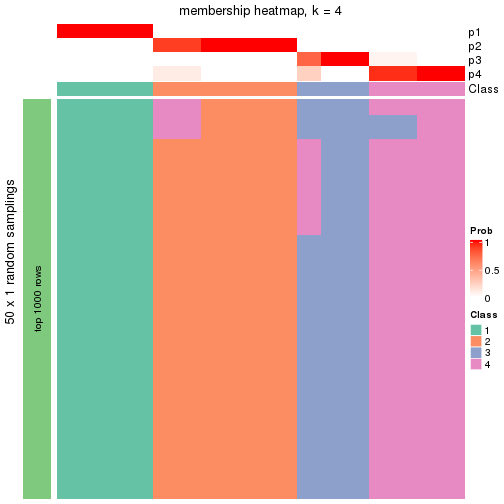 membership heatmap, k = 4
p1
p2
p3
p4
Class
50 x 1 random samplings
top 1000 rows
Prob
1
0.5
0
Class
1
2
3
4